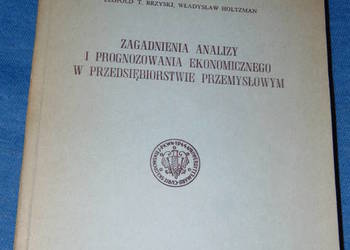 LEOPOLD T. BRZYSKI, WŁADYSŁAW HOLTZMAN
ZAGADNIENIA ANALIZY
I PROGNOZOWANIA EKONOMICZNEGO
W PRZEDSIĘBIORSTWIE PRZEMYSŁOWYM